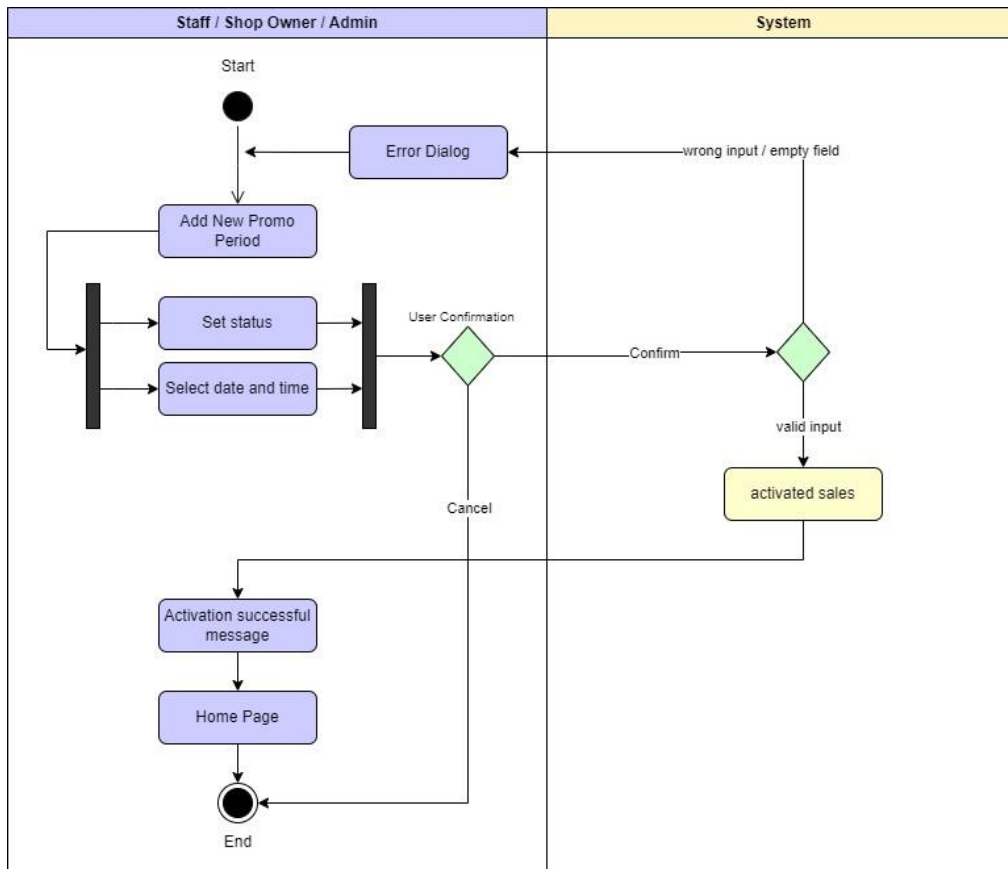 Staff / Shop Owner / Admin
System
Start
Error Dialog
wrong input / empty field
Add New Promo
Period
User Confirmation
Set status
Confirm
Select date and time
valid input
activated sales
Cancel
Activation successful
message
Home Page
End